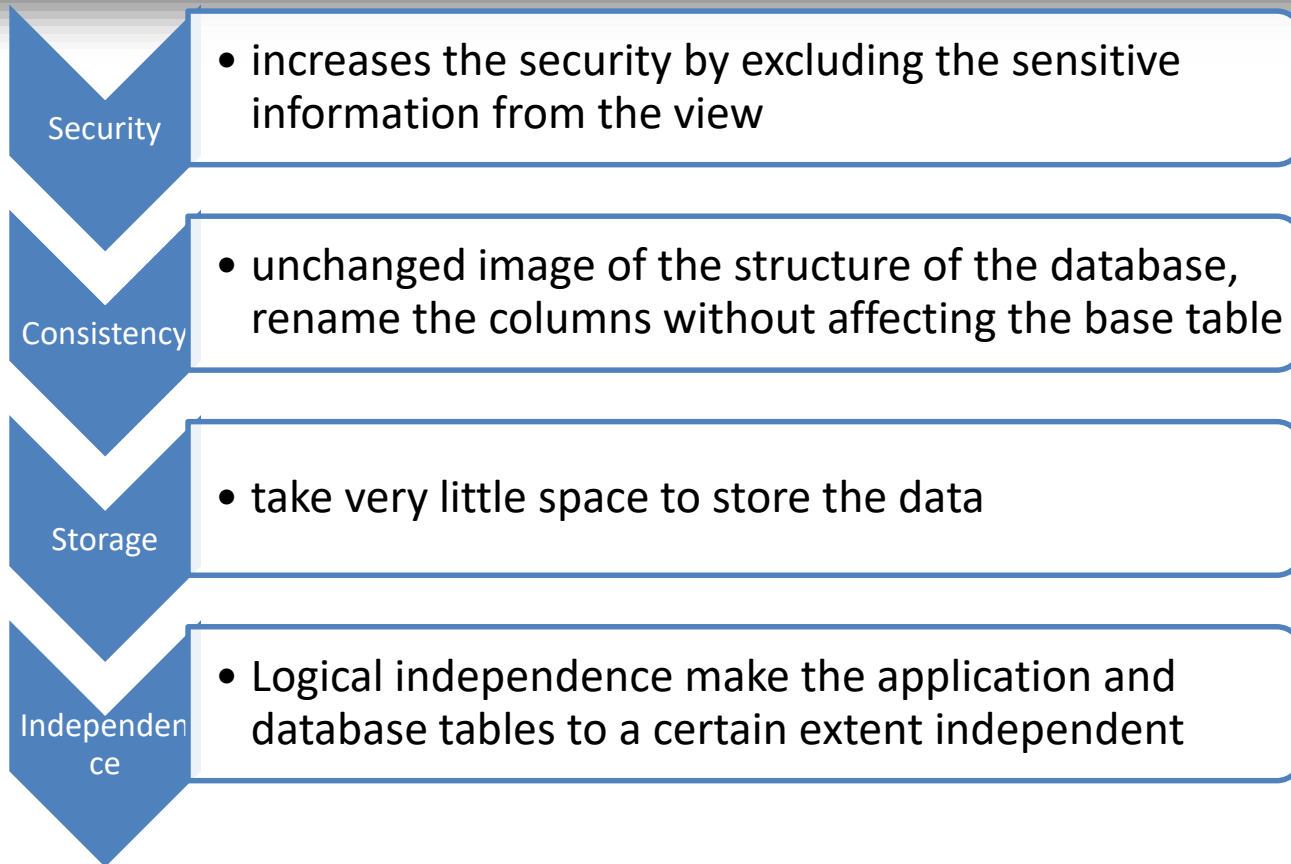 Security
• increases the security by excluding the sensitive
information from the view
Consistency
• unchanged image of the structure of the database,
rename the columns without affecting the base table
Storage
• take very little space to store the data
Independen
ce
• Logical independence make the application and
database tables to a certain extent independent